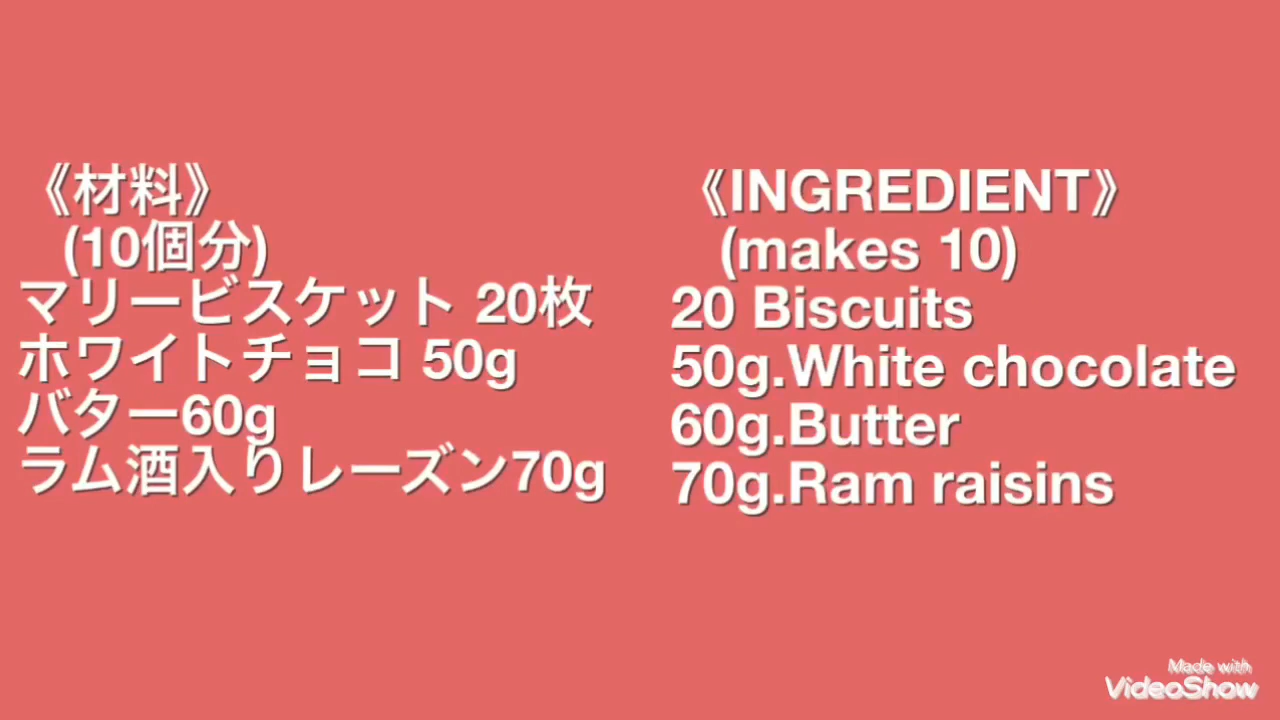 《材料》
(10個分)
マリービスケット 20枚
ホワイトチョコ 50g
バター60g
ラム酒入りレーズン70g
《INGREDIENT》
(makes 10)
20 Biscuits
50g.White chocolate
60g.Butter
70g.Ram raisins
Made with
VideoShow